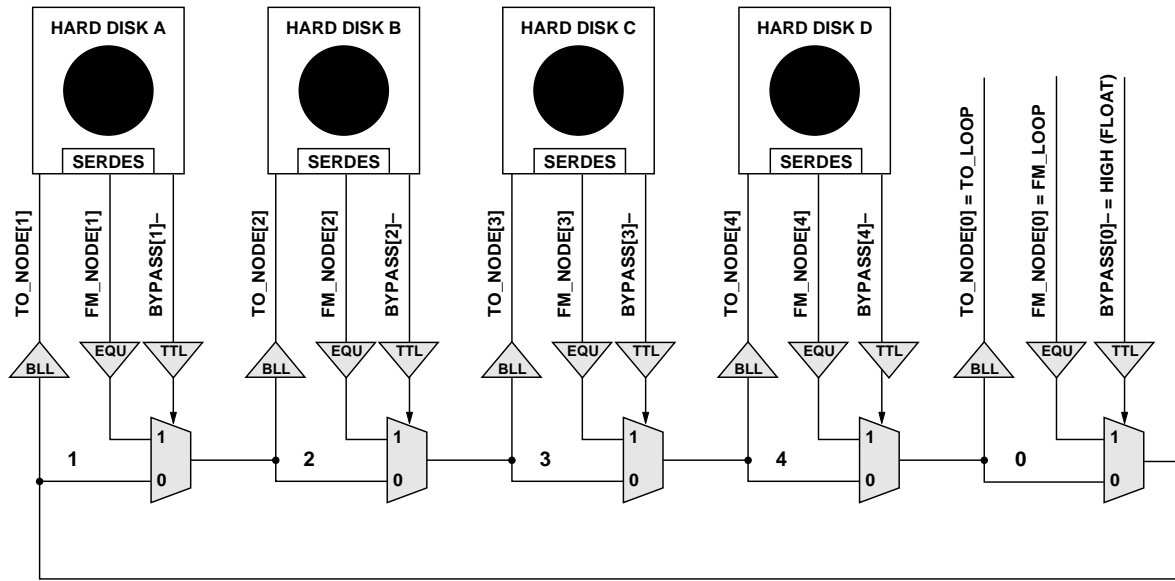 HARD DISK A
HARD DISK B
HARD DISK C
HARD DISK D
SERDES
SERDES
SERDES
SERDES
TO_NODE[1]
FM_NODE[1]
BYPASS[1]–
TO_NODE[2]
FM_NODE[2]
BYPASS[2]–
TO_NODE[3]
FM_NODE[3]
BYPASS[3]–
TO_NODE[4]
FM_NODE[4]
BYPASS[4]–
TO_NODE[0] = TO_LOOP
FM_NODE[0] = FM_LOOP
BYPASS[0]– = HIGH (FLOAT)
BLL
EQU
TTL
BLL
EQU
TTL
BLL
EQU
TTL
BLL
EQU
TTL
BLL
EQU
TTL
1
1
0
2
1
0
3
1
0
4
1
0
0
1
0